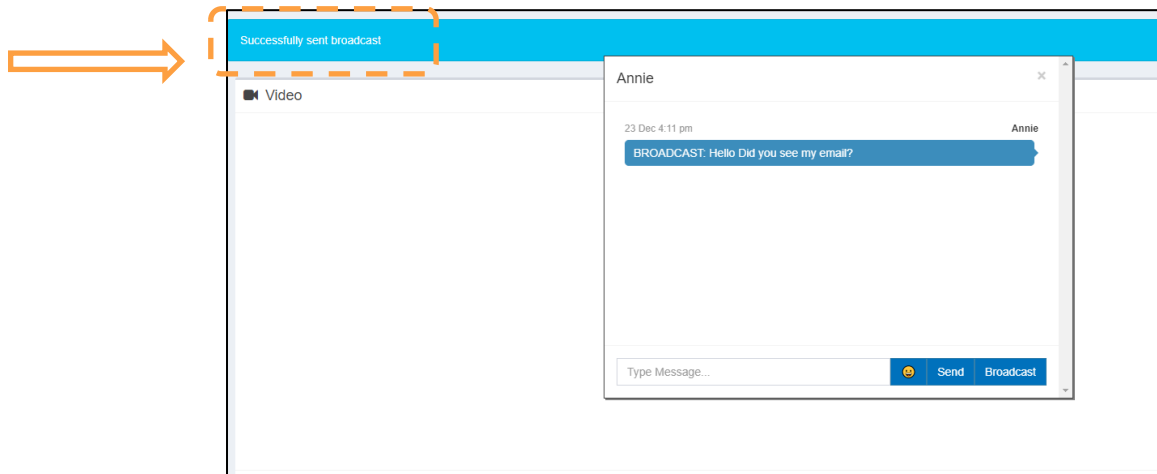 Successfully sent broadcast
Video
Annie
×
23 Dec 4:11 pm
Annie
BROADCAST: Hello Did you see my email?
Type Message...
Send
Broadcast